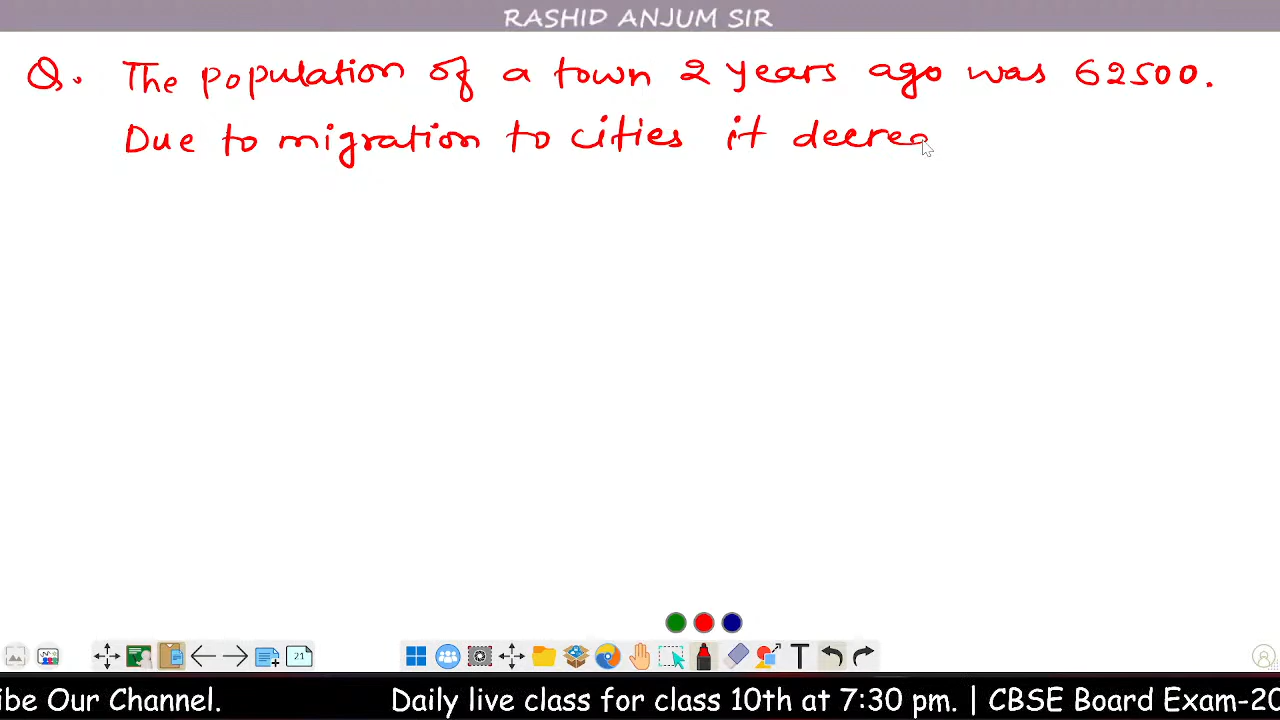 RASHID ANJUM SIR
Q. The population of a town 2 years ago was 62500.
Due to migration to cities it decrea
21
ibe Our Channel. Daily live class for class 10th at 7:30 pm. | CBSE Board Exam-20